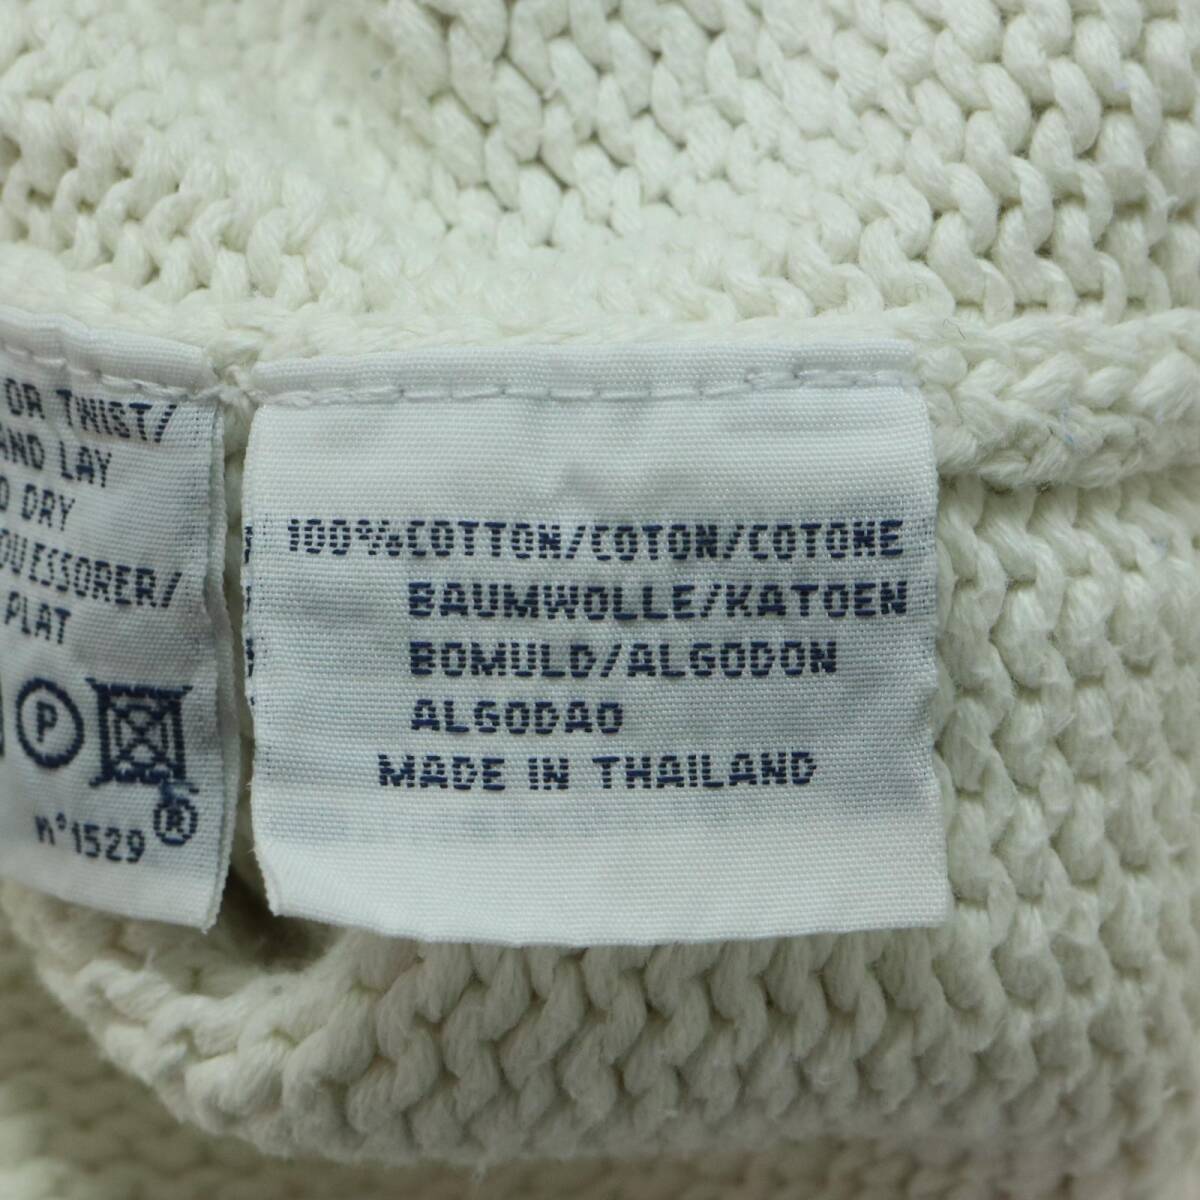 OR TWIST/
AND LAY
DRY
PLAT
P
n°1529 ®
100%COTTON/COTON/COTONE
BAUMWOLLE/KATOEN
BOMULD/ALGODON
ALGODAO
MADE IN THAILAND